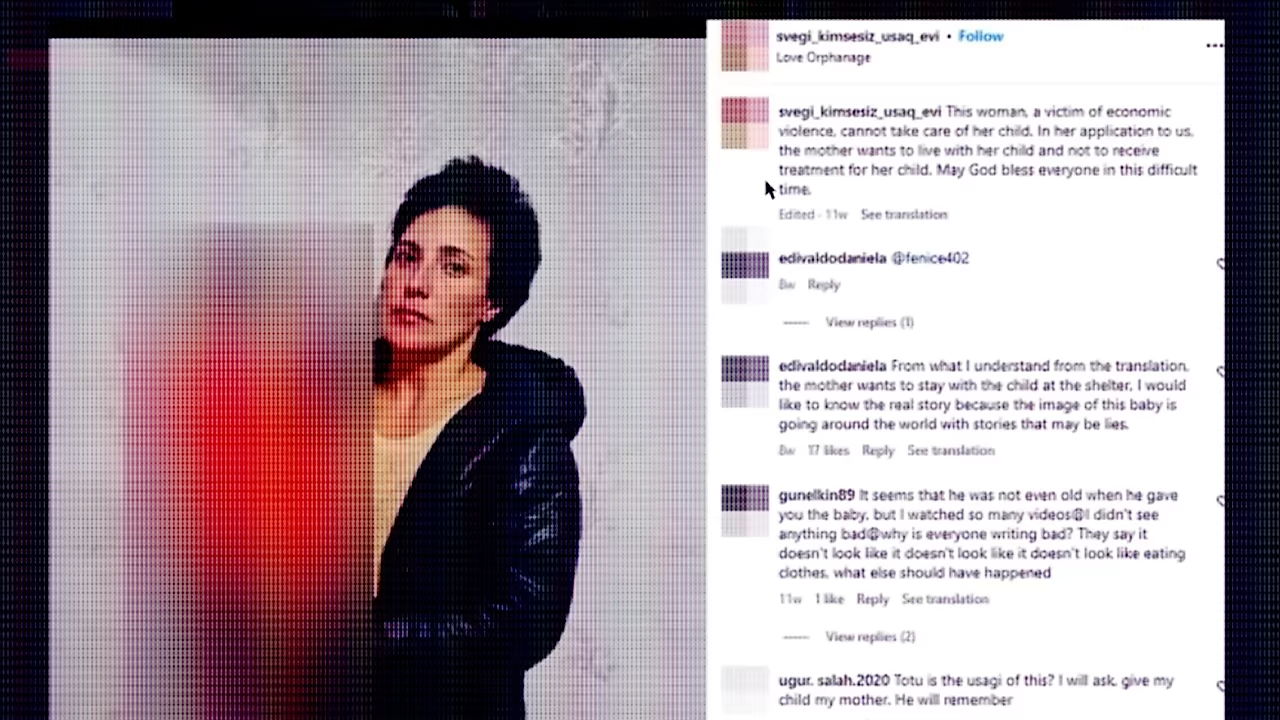 svegi_kimsesiz_usaq_evi • Follow
Love Orphanage
svegi_kimsesiz_usaq_evi This woman, a victim of economic
violence, cannot take care of her child. In her application to us,
the mother wants to live with her child and not to receive
treatment for her child. May God bless everyone in this difficult
time.
Edited · 11w See translation
edivaldodaniela @fenice402
8w Reply
View replies (1)
edivaldodaniela From what I understand from the translation,
the mother wants to stay with the child at the shelter, I would
like to know the real story because the image of this baby is
going around the world with stories that may be lies.
8w 17 likes Reply See translation
gunelkin89 It seems that he was not even old when he gave
you the baby, but I watched so many videos@I didn't see
anything bad@why is everyone writing bad? They say it
doesn't look like it doesn't look like it doesn't look like eating
clothes, what else should have happened
11w 1 like Reply See translation
View replies (2)
ugur. salah.2020 Totu is the usagi of this? I will ask, give my
child my mother. He will remember